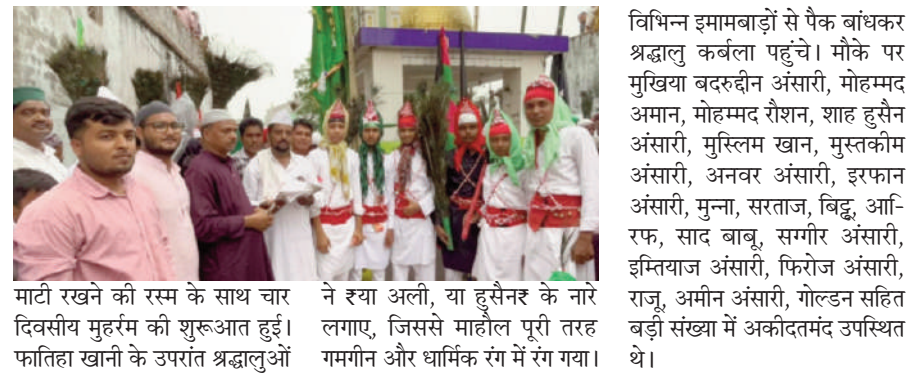 माटी रखने की रस्म के साथ चार
दिवसीय मुहर्रम की शुरूआत हुई।
फातिहा खानी के उपरांत श्रद्धालुओं
ने ₹या अली, या हुसैन₹ के नारे
लगाए, जिससे माहौल पूरी तरह
गमगीन और धार्मिक रंग में रंग गया।
विभिन्न इमामबाड़ों से पैक बांधकर
श्रद्धालु कर्बला पहुंचे। मौके पर
मुखिया बदरुद्दीन अंसारी, मोहम्मद
अमान, मोहम्मद रौशन, शाह हुसैन
अंसारी, मुस्लिम खान, मुस्तकीम
अंसारी, अनवर अंसारी, इरफान
अंसारी, मुन्ना, सरताज, बिट्टू, आ-
रिफ, साद बाबू, सग्गीर अंसारी,
इम्तियाज अंसारी, फिरोज अंसारी,
राजू, अमीन अंसारी, गोल्डन सहित
बड़ी संख्या में अकीदतमंद उपस्थित
थे।